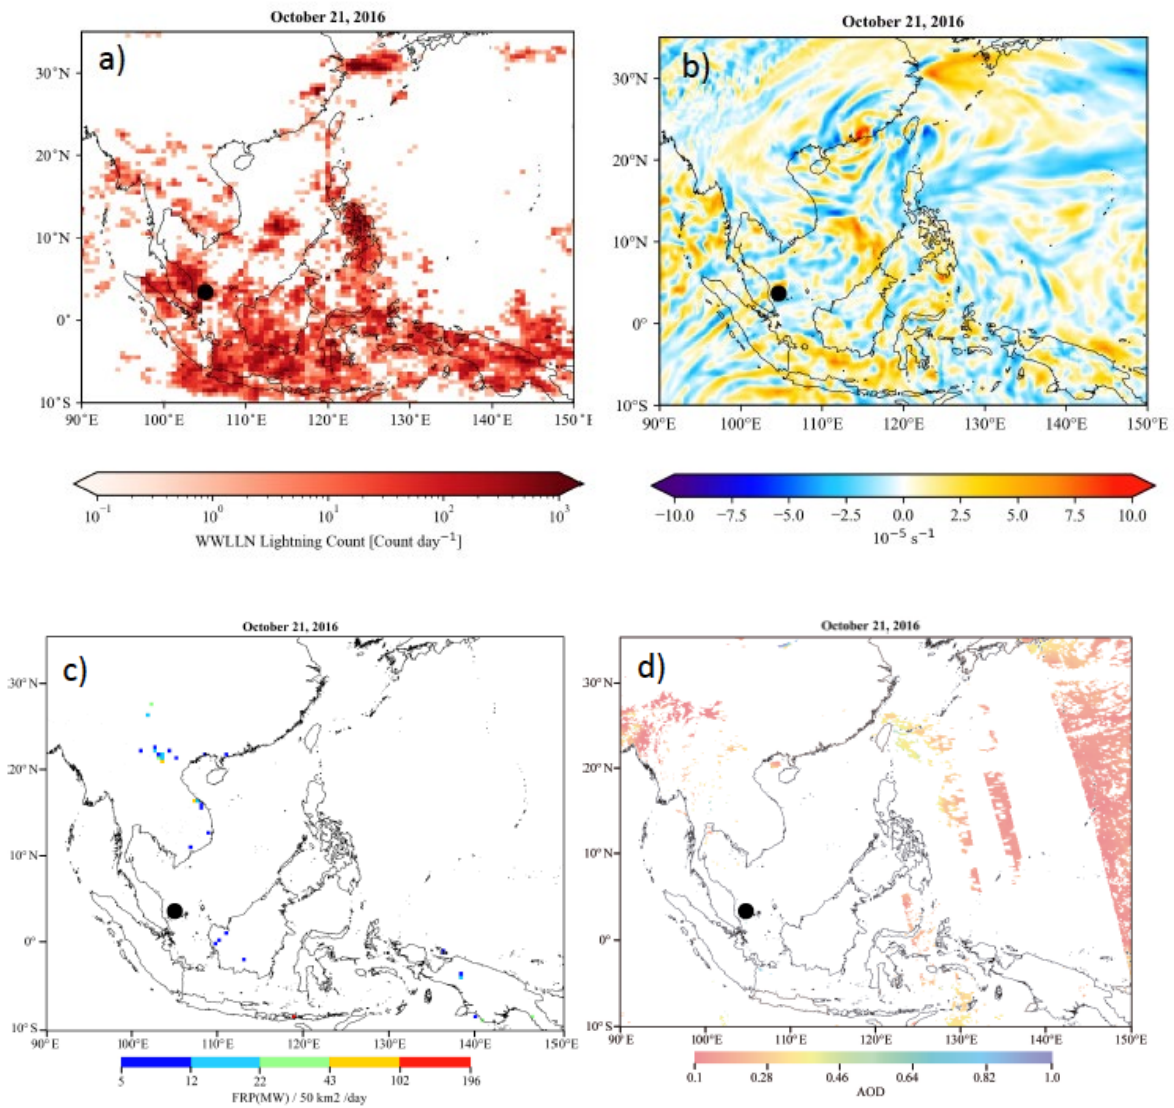 October 21, 2016
a)
30°N
20°N
10°N
0°
10°S
90°E 100°E 110°E 120°E 130°E 140°E 150°E
10⁻¹ 10⁰ 10¹ 10² 10³
WWLLN Lightning Count [Count day⁻¹]
October 21, 2016
b)
30°N
20°N
10°N
0°
10°S
90°E 100°E 110°E 120°E 130°E 140°E 150°E
−10.0 −7.5 −5.0 −2.5 0.0 2.5 5.0 7.5 10.0
10⁻⁵ s⁻¹
October 21, 2016
c)
30°N
20°N
10°N
0°
10°S
90°E 100°E 110°E 120°E 130°E 140°E 150°E
5 12 22 43 102 196
FRP(MW) / 50 km2 /day
October 21, 2016
d)
30°N
20°N
10°N
0°
10°S
90°E 100°E 110°E 120°E 130°E 140°E 150°E
0.1 0.28 0.46 0.64 0.82 1.0
AOD